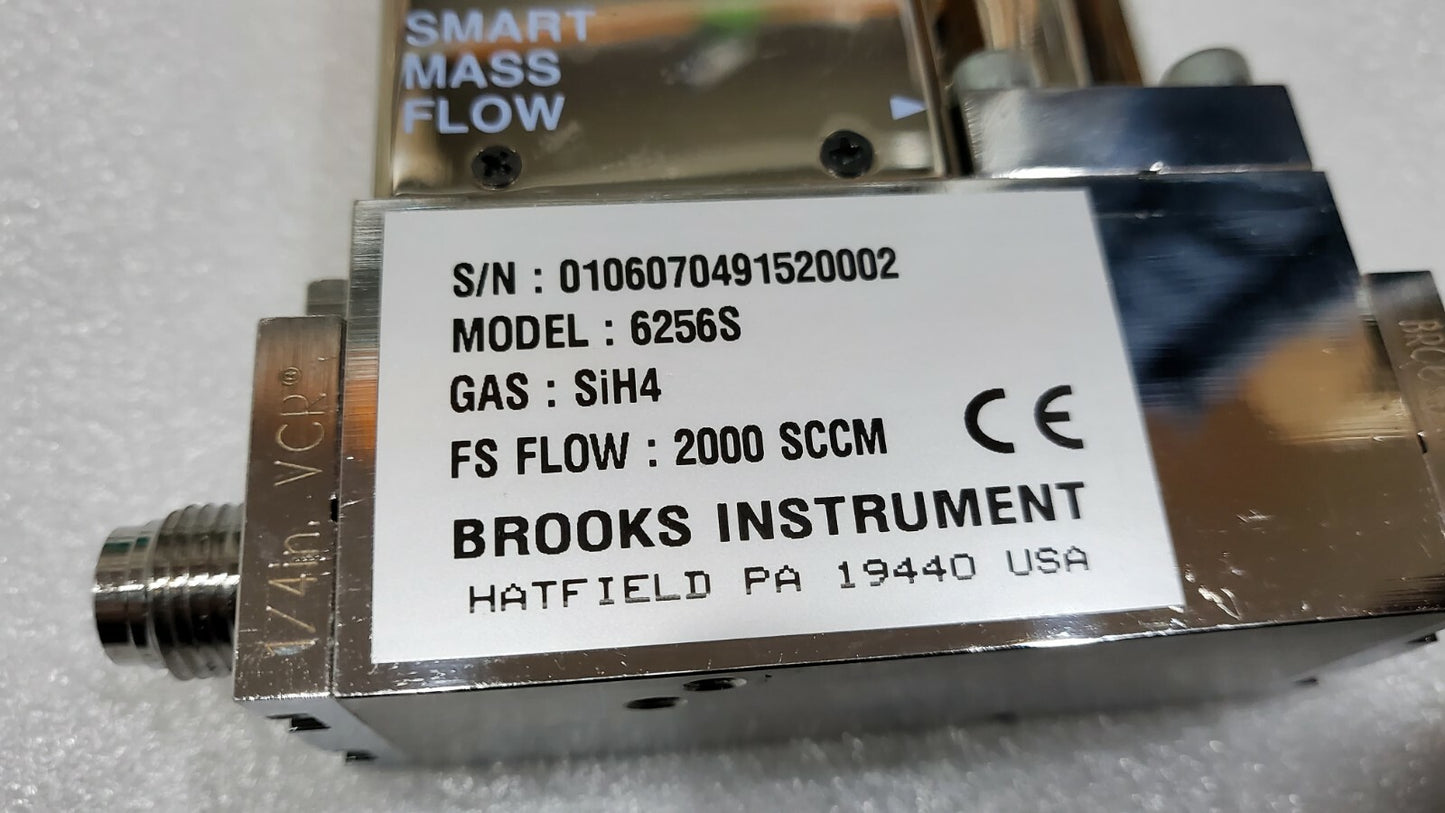 SMART
MASS
FLOW
S/N : 0106070491520002
MODEL : 6256S
GAS : SiH4
FS FLOW : 2000 SCCM
CE
BROOKS INSTRUMENT
HATFIELD PA 19440 USA
1/4in. VCR®